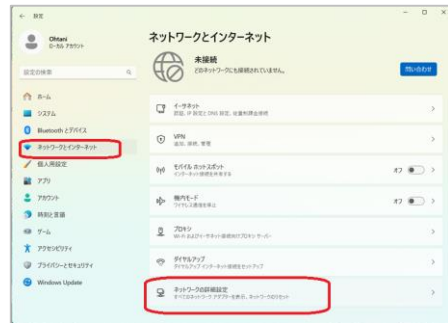 ← 設定
Ohtani
ローカル アカウント
設定の検索
ホーム
システム
Bluetooth とデバイス
ネットワークとインターネット
個人用設定
アプリ
アカウント
時刻と言語
ゲーム
アクセシビリティ
プライバシーとセキュリティ
Windows Update
ネットワークとインターネット
未接続
どのネットワークにも接続されていません。
問い合わせ
イーサネット
認証、IP 設定と DNS 設定、従量制課金接続
VPN
追加、接続、管理
モバイル ホットスポット
インターネット接続を共有する
オフ
機内モード
ワイヤレス通信を停止
オフ
プロキシ
Wi-Fi およびイーサネット接続向けプロキシ サーバー
ダイヤルアップ
ダイヤルアップ インターネット接続をセットアップ
ネットワークの詳細設定
すべてのネットワーク アダプターを表示、ネットワークのリセット